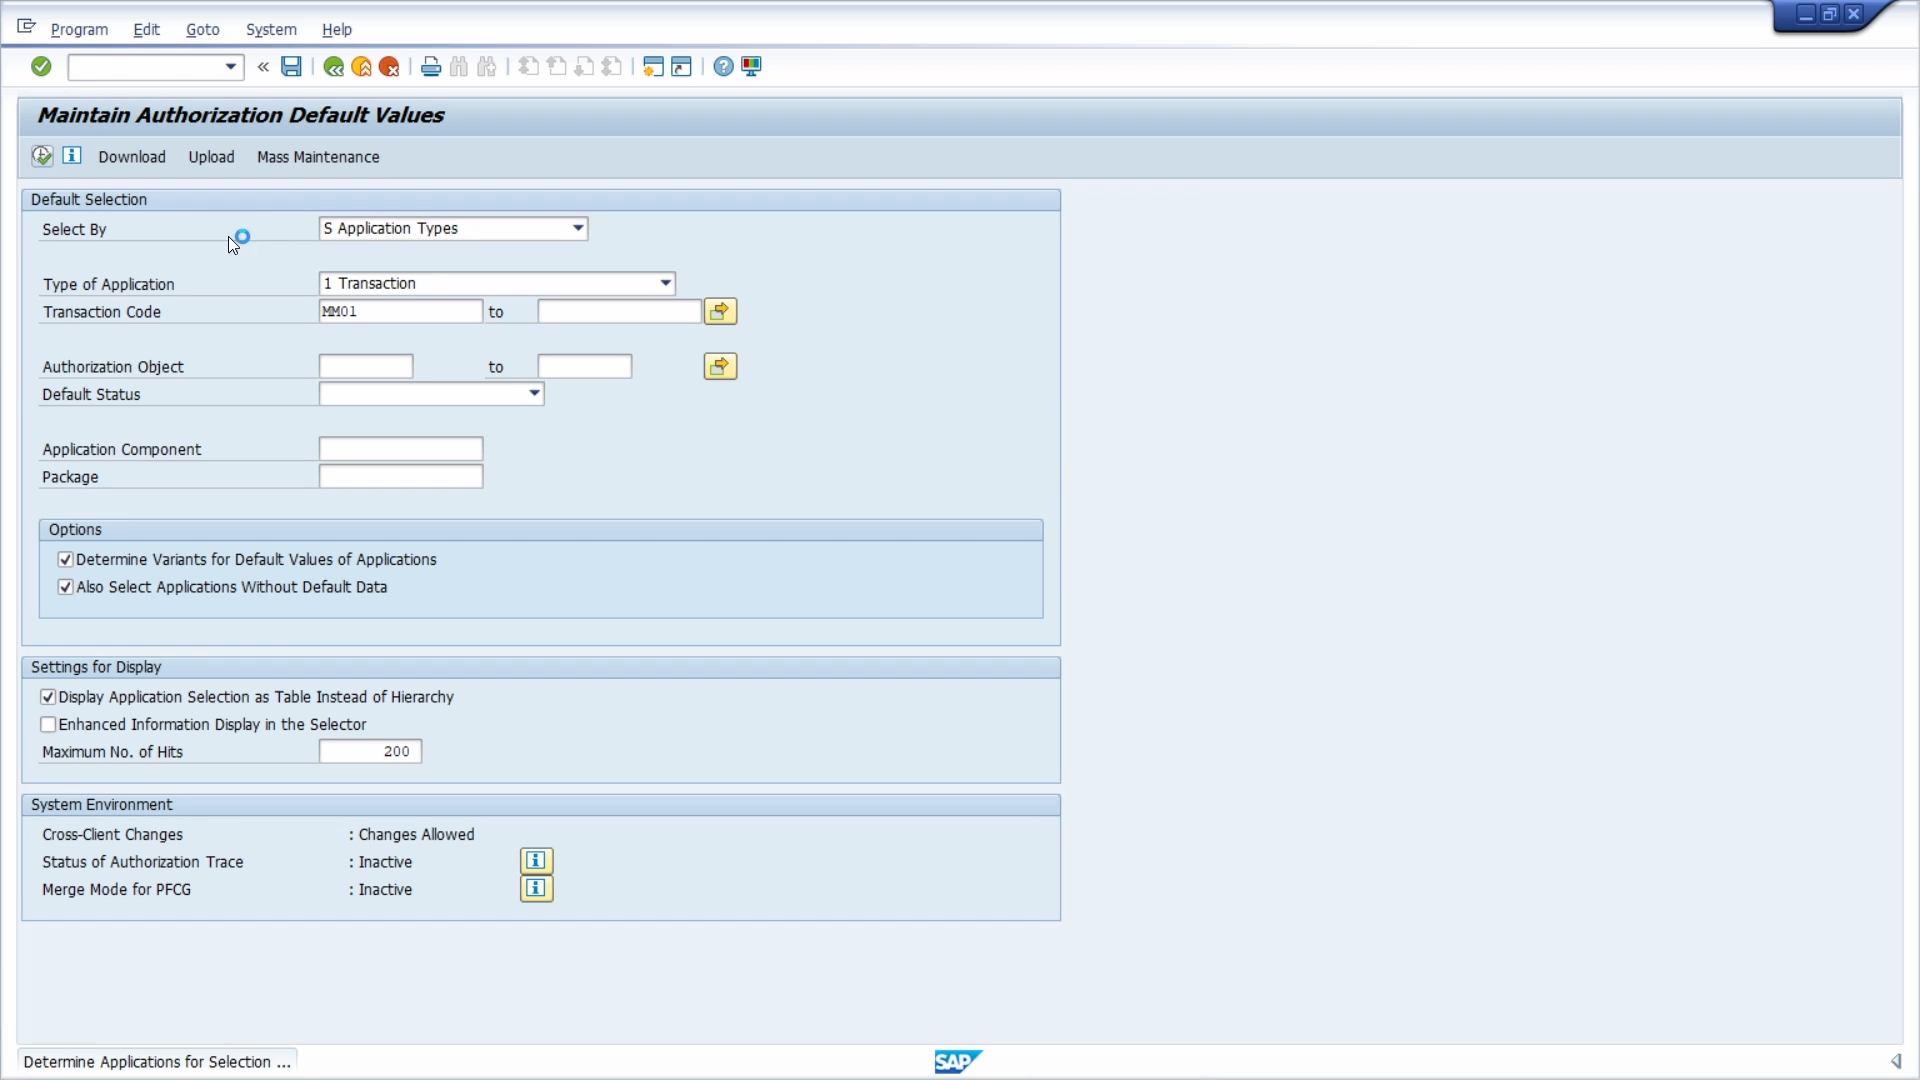 Program Edit Goto System Help
Maintain Authorization Default Values
Download Upload Mass Maintenance
Default Selection
Select By S Application Types
Type of Application 1 Transaction
Transaction Code MM01 to
Authorization Object to
Default Status
Application Component
Package
Options
Determine Variants for Default Values of Applications
Also Select Applications Without Default Data
Settings for Display
Display Application Selection as Table Instead of Hierarchy
Enhanced Information Display in the Selector
Maximum No. of Hits 200
System Environment
Cross-Client Changes : Changes Allowed
Status of Authorization Trace : Inactive
Merge Mode for PFCG : Inactive
Determine Applications for Selection ... SAP